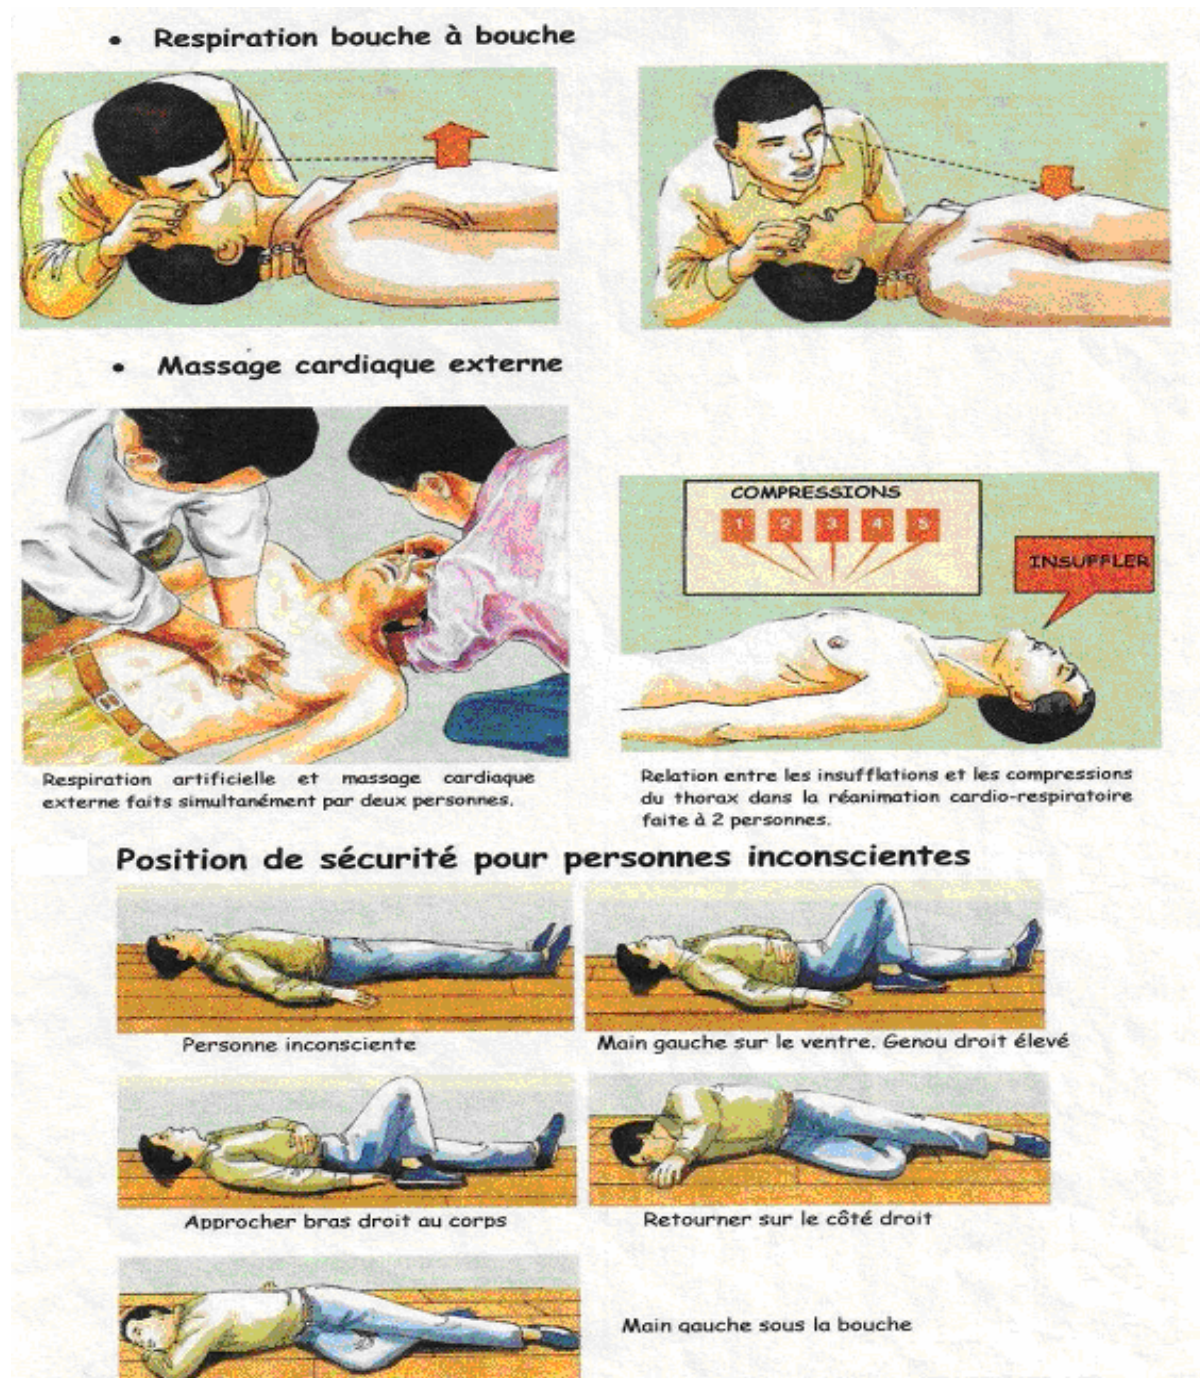 • Respiration bouche à bouche
• Massage cardiaque externe
COMPRESSIONS
1 2 3 4 5
INSUFFLER
Respiration artificielle et massage cardiaque
externe faits simultanément par deux personnes.
Relation entre les insufflations et les compressions
du thorax dans la réanimation cardio-respiratoire
faite à 2 personnes.
Position de sécurité pour personnes inconscientes
Personne inconsciente
Main gauche sur le ventre. Genou droit élevé
Approcher bras droit au corps
Retourner sur le côté droit
Main gauche sous la bouche